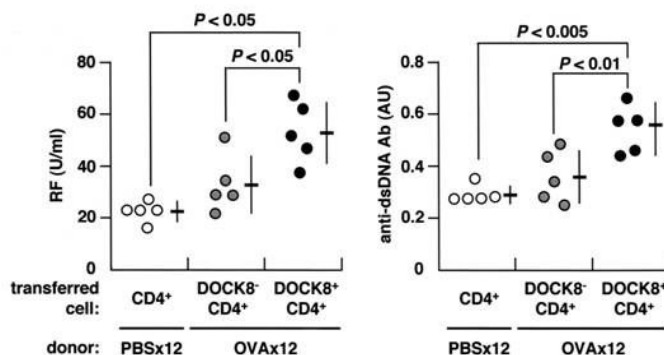 P < 0.05
P < 0.05
RF (U/ml)
80
60
40
20
0
transferred cell:
CD4⁺
DOCK8⁻ CD4⁺
DOCK8⁺ CD4⁺
donor:
PBSx12
OVAx12
P < 0.005
P < 0.01
anti-dsDNA Ab (AU)
0.8
0.6
0.4
0.2
0
CD4⁺
DOCK8⁻ CD4⁺
DOCK8⁺ CD4⁺
PBSx12
OVAx12